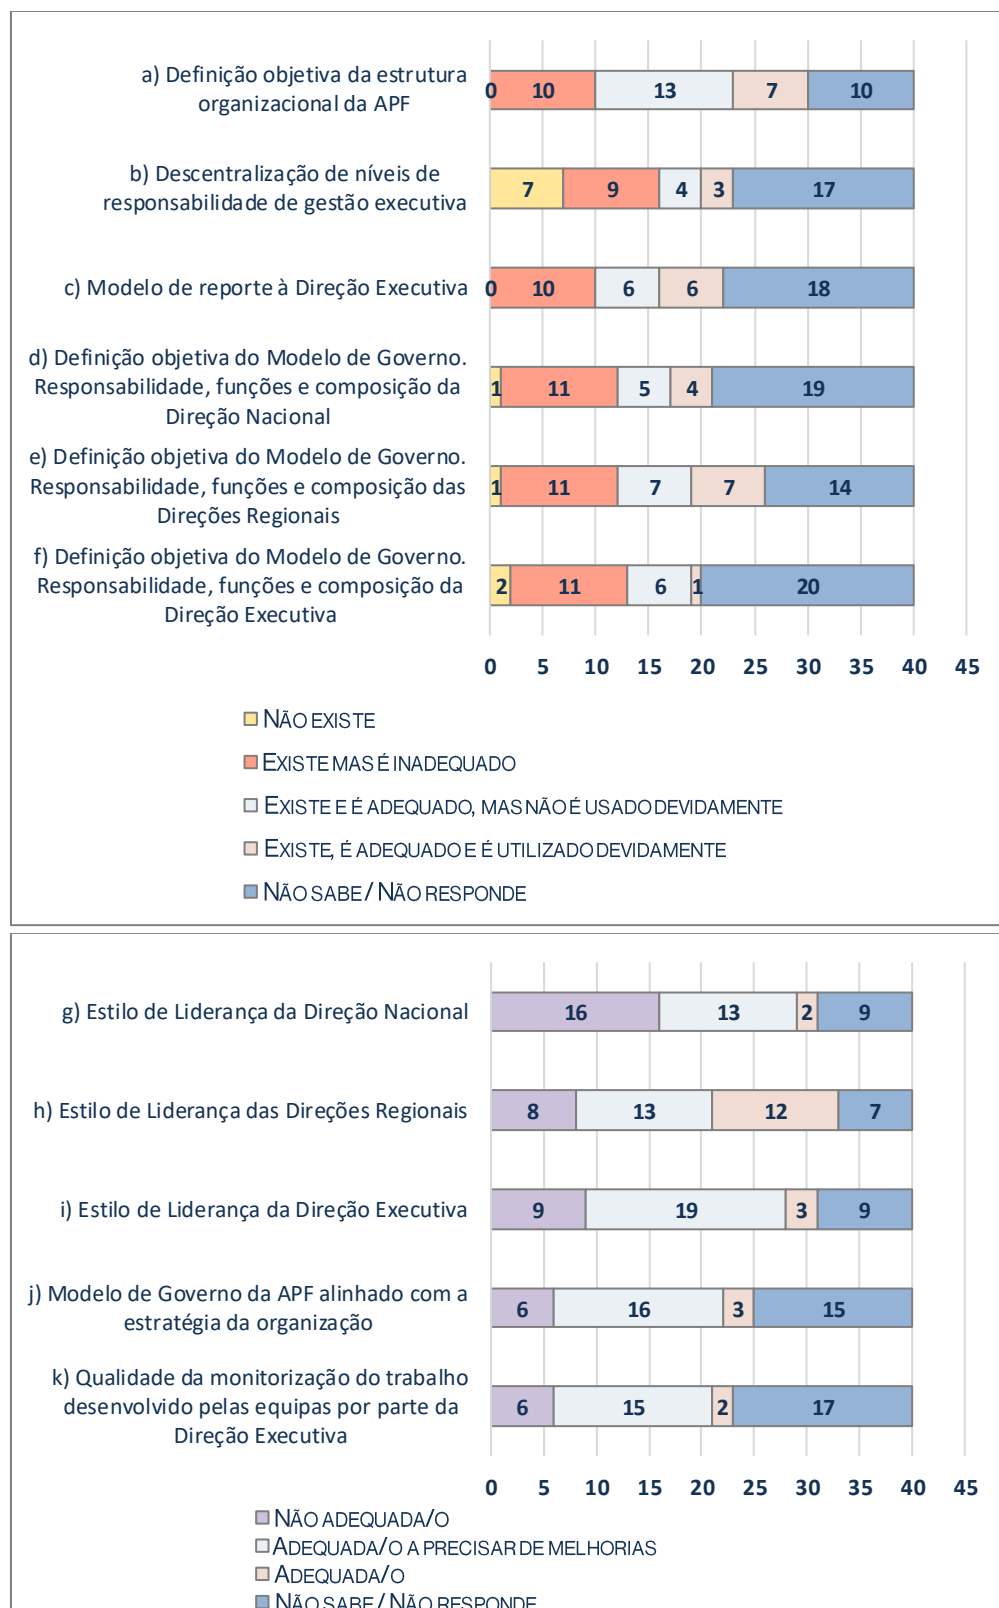 a) Definição objetiva da estrutura
organizacional da APF
0 10 13 7 10
b) Descentralização de níveis de
responsabilidade de gestão executiva
7 9 4 3 17
c) Modelo de reporte à Direção Executiva
0 10 6 6 18
d) Definição objetiva do Modelo de Governo.
Responsabilidade, funções e composição da
Direção Nacional
1 11 5 4 19
e) Definição objetiva do Modelo de Governo.
Responsabilidade, funções e composição das
Direções Regionais
1 11 7 7 14
f) Definição objetiva do Modelo de Governo.
Responsabilidade, funções e composição da
Direção Executiva
2 11 6 1 20
0 5 10 15 20 25 30 35 40 45
NÃO EXISTE
EXISTE MAS É INADEQUADO
EXISTE E É ADEQUADO, MAS NÃO É USADO DEVIDAMENTE
EXISTE, É ADEQUADO E É UTILIZADO DEVIDAMENTE
NÃO SABE / NÃO RESPONDE
g) Estilo de Liderança da Direção Nacional
16 13 2 9
h) Estilo de Liderança das Direções Regionais
8 13 12 7
i) Estilo de Liderança da Direção Executiva
9 19 3 9
j) Modelo de Governo da APF alinhado com a
estratégia da organização
6 16 3 15
k) Qualidade da monitorização do trabalho
desenvolvido pelas equipas por parte da
Direção Executiva
6 15 2 17
0 5 10 15 20 25 30 35 40 45
NÃO ADEQUADA/O
ADEQUADA/O A PRECISAR DE MELHORIAS
ADEQUADA/O
NÃO SABE / NÃO RESPONDE